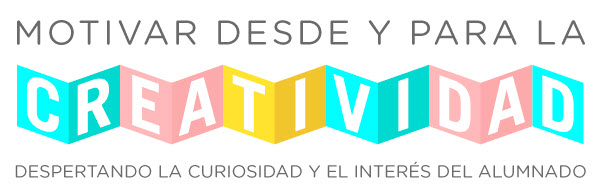 MOTIVAR DESDE Y PARA LA
CREATIVIDAD
DESPERTANDO LA CURIOSIDAD Y EL INTERÉS DEL ALUMNADO